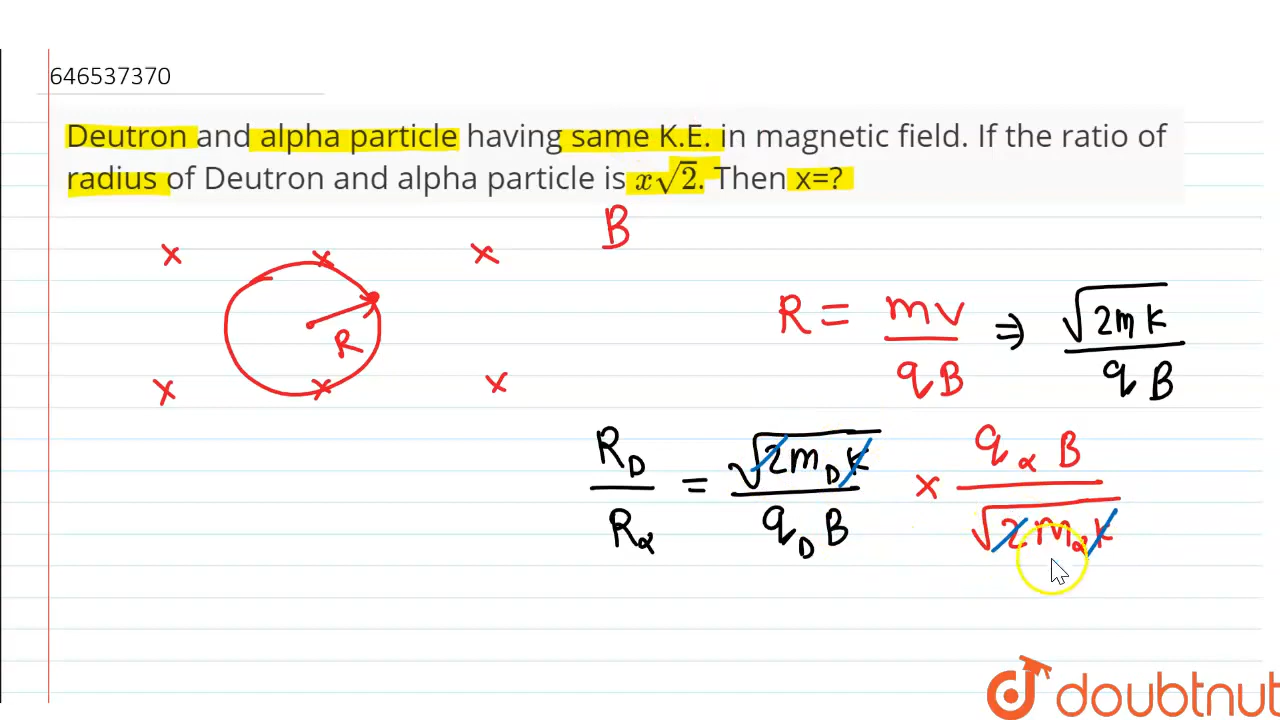 646537370
Deutron and alpha particle having same K.E. in magnetic field. If the ratio of
radius of Deutron and alpha particle is x√2. Then x=?
B
x x x
R
x x x
R = mv / qB ⇒ √2mk / qB
R_D / R_α = √2m_D k / q_D B × q_α B / √2m_α k
doubtnut